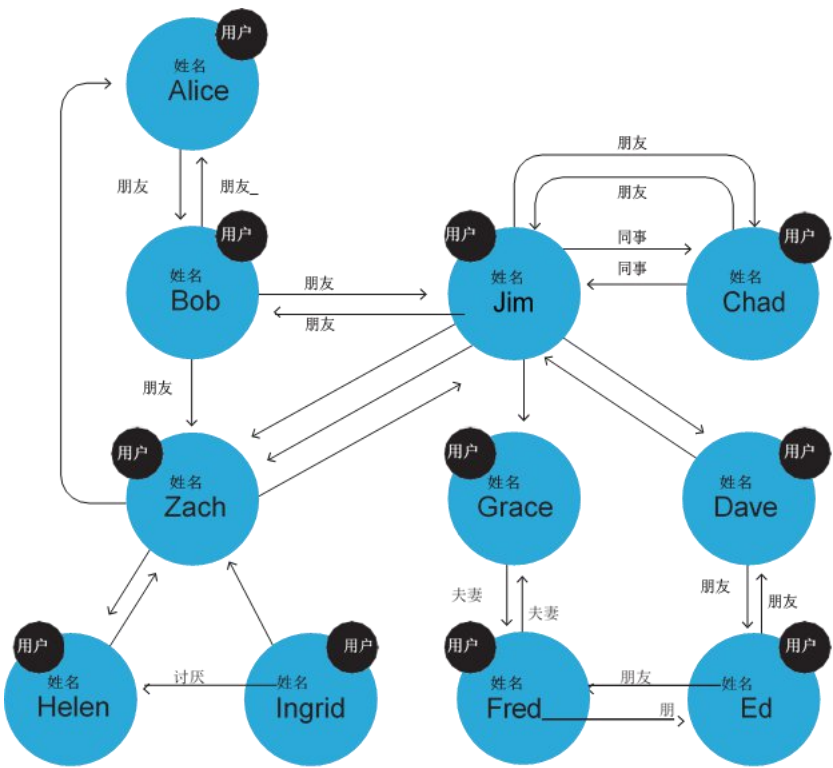 用户
姓名
Alice
朋友
朋友
朋友_
朋友
用户
姓名
Bob
用户
姓名
Jim
用户
姓名
Chad
同事
同事
朋友
朋友
朋友
用户
姓名
Zach
用户
姓名
Grace
用户
姓名
Dave
夫妻
夫妻
朋友
朋友
用户
姓名
Helen
讨厌
用户
姓名
Ingrid
用户
姓名
Fred
朋友
朋
用户
姓名
Ed